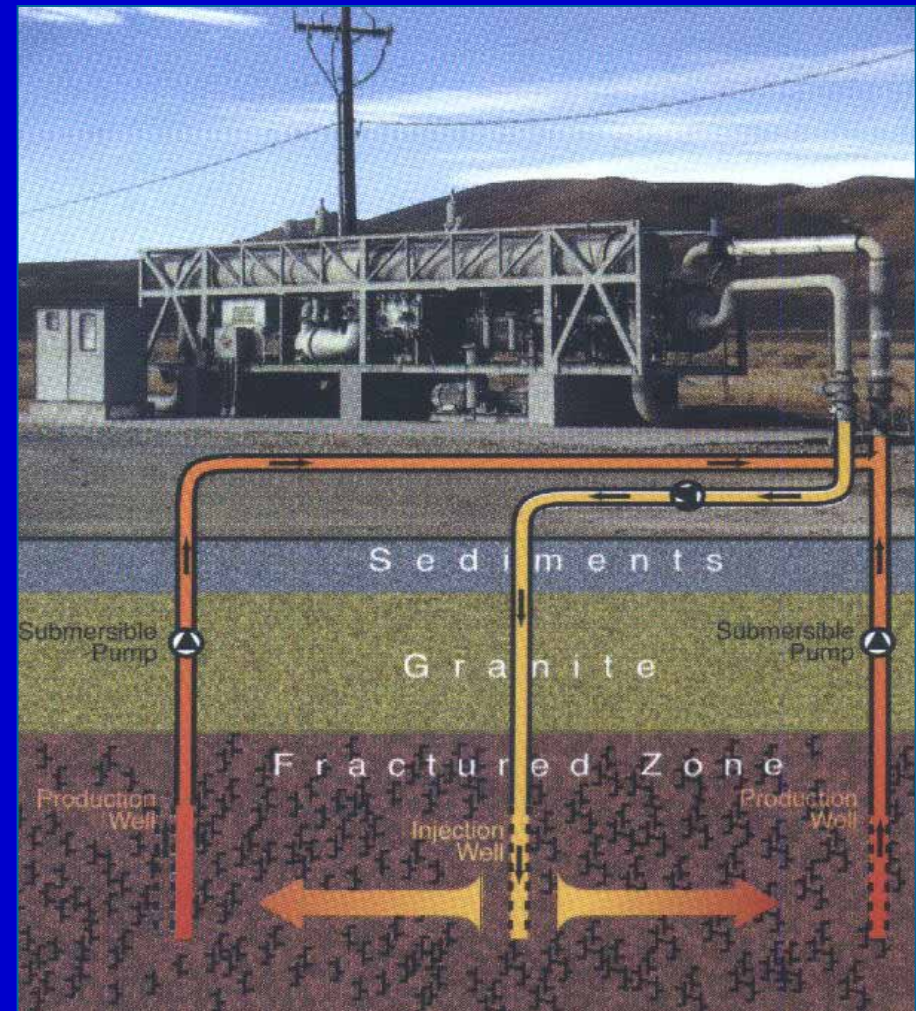 Sediments
Submersible
Pump
Submersible
Pump
Granite
Fractured Zone
Production
Well
Injection
Well
Production
Well